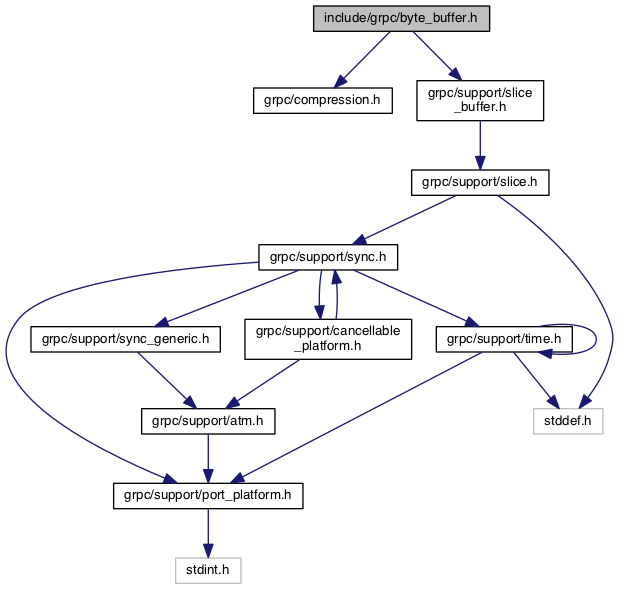 include/grpc/byte_buffer.h
grpc/compression.h
grpc/support/slice
_buffer.h
grpc/support/slice.h
grpc/support/sync.h
grpc/support/sync_generic.h
grpc/support/cancellable
_platform.h
grpc/support/time.h
grpc/support/atm.h
stddef.h
grpc/support/port_platform.h
stdint.h